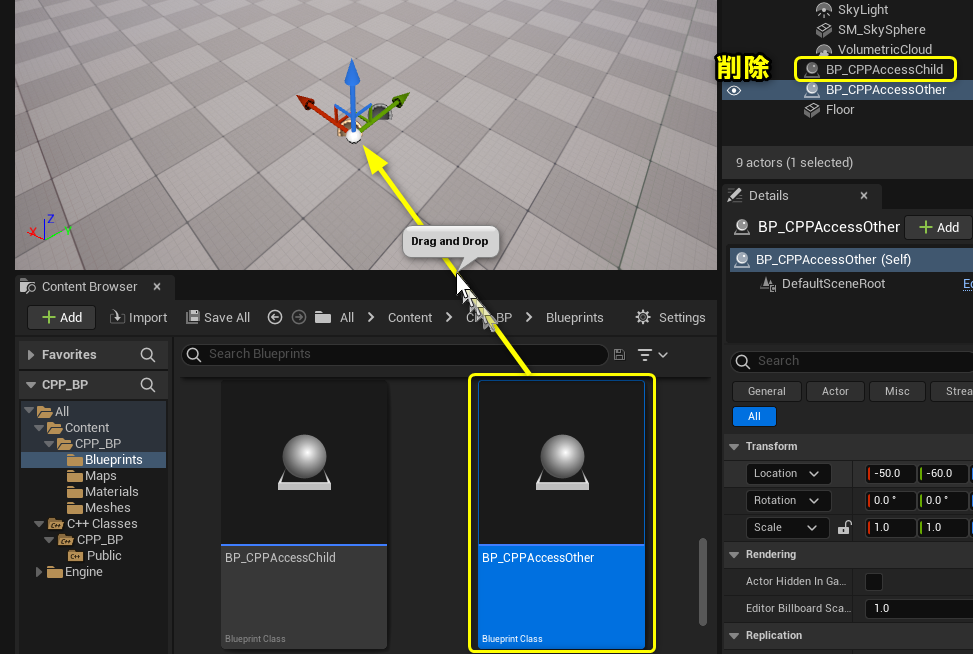 SkyLight
SM_SkySphere
VolumetricCloud
削除
BP_CPPAccessChild
BP_CPPAccessOther
Floor
9 actors (1 selected)
Details
BP_CPPAccessOther
Add
BP_CPPAccessOther (Self)
DefaultSceneRoot
Search
General
Actor
Misc
All
Transform
Location
-50.0
-60.0
Rotation
0.0 °
0.0 °
Scale
1.0
1.0
Rendering
Actor Hidden In Ga...
Editor Billboard Sca...
1.0
Replication
Z
X
Drag and Drop
Content Browser
Add
Import
Save All
All
Content
Blueprints
Settings
Favorites
Search Blueprints
CPP_BP
All
Content
CPP_BP
Blueprints
Maps
Materials
Meshes
C++ Classes
CPP_BP
Public
Engine
BP_CPPAccessChild
Blueprint Class
BP_CPPAccessOther
Blueprint Class